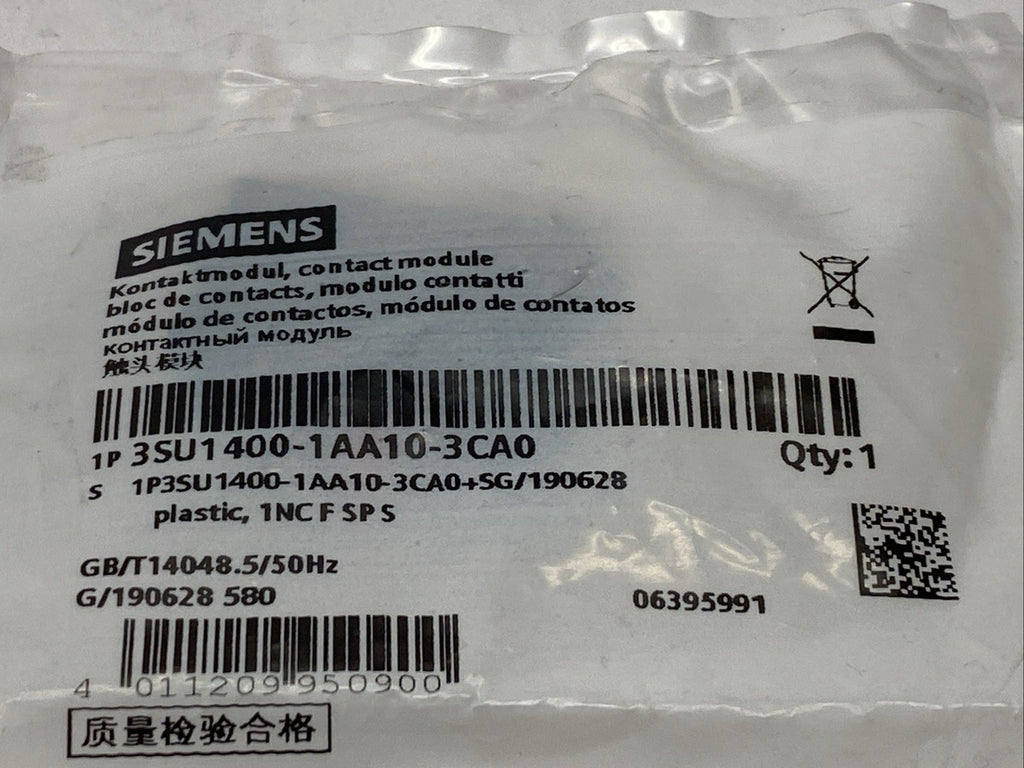 SIEMENS
Kontaktmodul, contact module
bloc de contacts, modulo contatti
módulo de contactos, módulo de contatos
контактный модуль
触头模块
1P 3SU1400-1AA10-3CA0 Qty: 1
S 1P3SU1400-1AA10-3CA0+SG/190628
plastic, 1NC F SP S
GB/T14048.5/50Hz
G/190628 580
06395991
4 011209 950900
质量检验合格